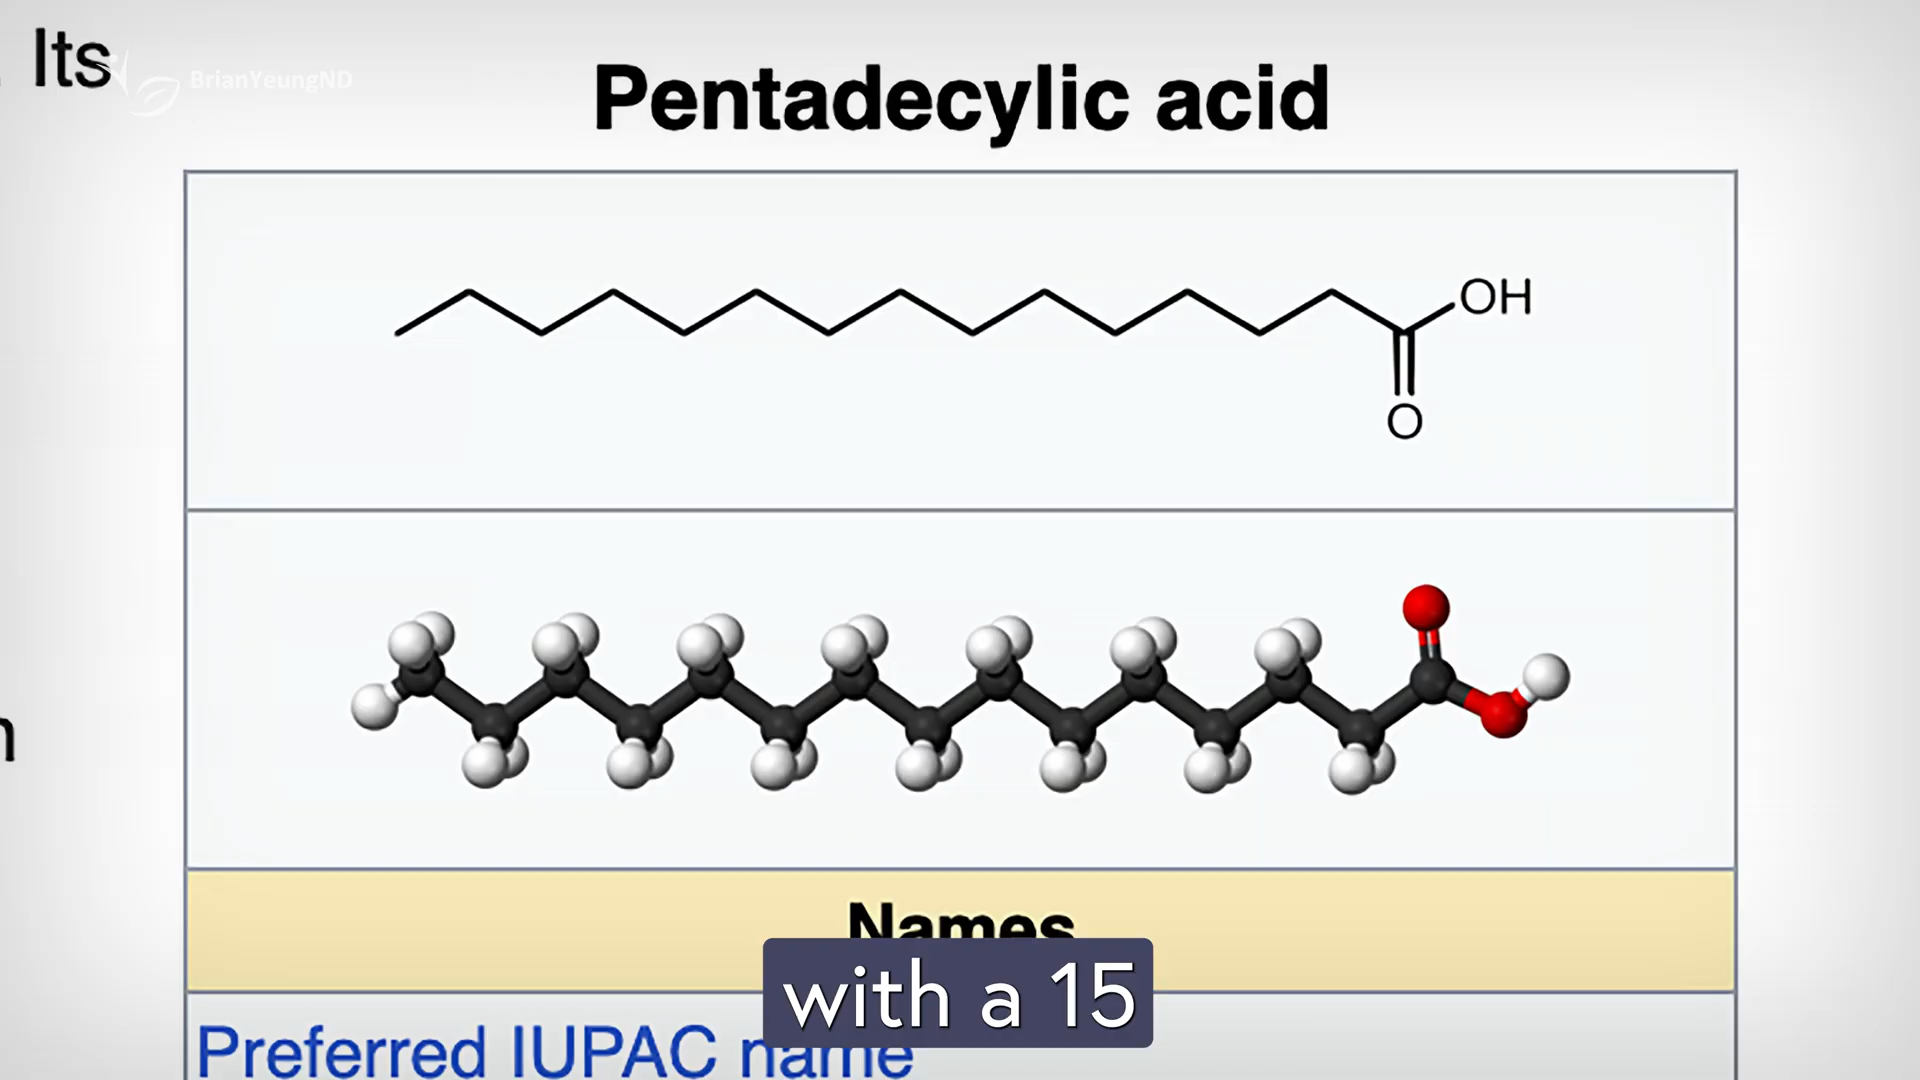 Its
BrianYeungND
Pentadecylic acid
OH
O
n
Names
with a 15
Preferred IUPAC name